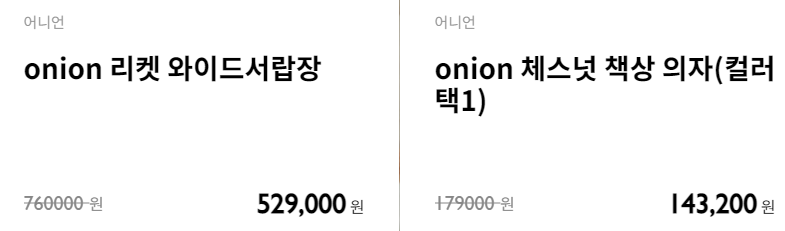 어니언
onion 리켓 와이드서랍장
760000 원
529,000 원
어니언
onion 체스넛 책상 의자(컬러
택1)
179000 원
143,200 원